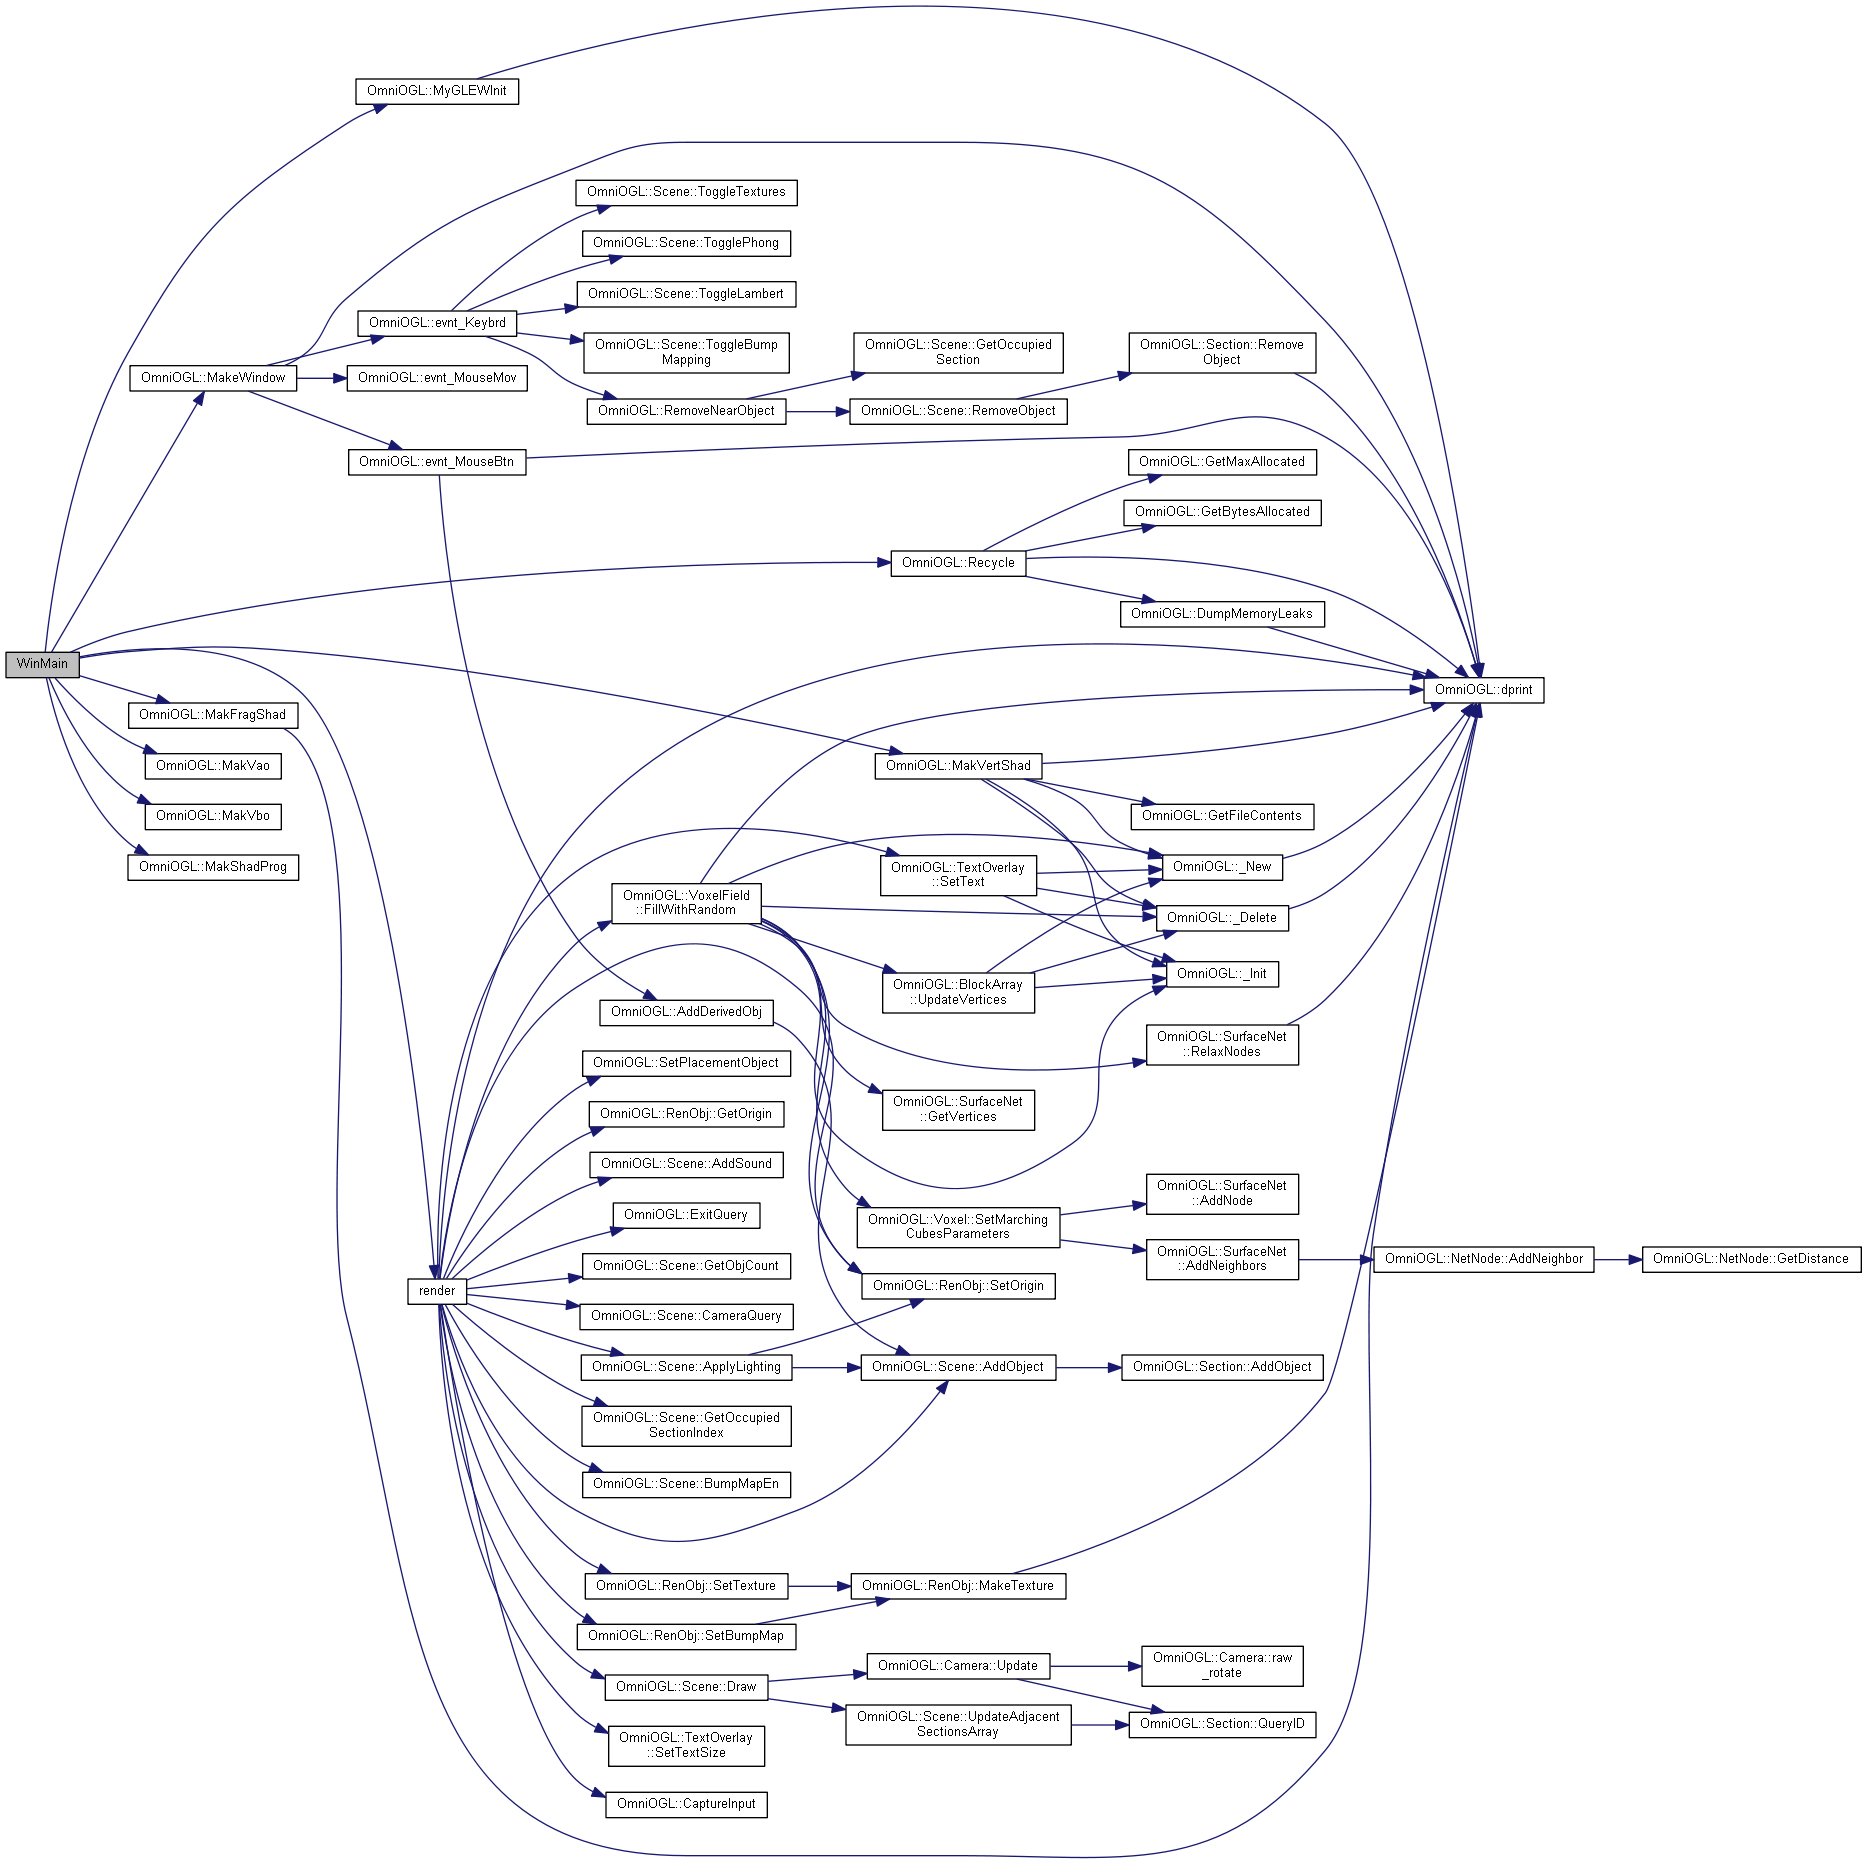 OmniOGL::MyGLEWInit
OmniOGL::Scene::ToggleTextures
OmniOGL::Scene::TogglePhong
OmniOGL::Scene::ToggleLambert
OmniOGL::evnt_Keybrd
OmniOGL::Scene::ToggleBump
Mapping
OmniOGL::Scene::GetOccupied
Section
OmniOGL::Section::Remove
Object
OmniOGL::MakeWindow
OmniOGL::evnt_MouseMov
OmniOGL::RemoveNearObject
OmniOGL::Scene::RemoveObject
OmniOGL::evnt_MouseBtn
OmniOGL::GetMaxAllocated
OmniOGL::GetBytesAllocated
OmniOGL::Recycle
OmniOGL::DumpMemoryLeaks
WinMain
OmniOGL::dprint
OmniOGL::MakFragShad
OmniOGL::MakVao
OmniOGL::MakVertShad
OmniOGL::MakVbo
OmniOGL::GetFileContents
OmniOGL::MakShadProg
OmniOGL::TextOverlay
::SetText
OmniOGL::_New
OmniOGL::VoxelField
::FillWithRandom
OmniOGL::_Delete
OmniOGL::BlockArray
::UpdateVertices
OmniOGL::_Init
OmniOGL::AddDerivedObj
OmniOGL::SurfaceNet
::RelaxNodes
OmniOGL::SetPlacementObject
OmniOGL::RenObj::GetOrigin
OmniOGL::SurfaceNet
::GetVertices
OmniOGL::Scene::AddSound
OmniOGL::SurfaceNet
::AddNode
OmniOGL::ExitQuery
OmniOGL::Voxel::SetMarching
CubesParameters
OmniOGL::SurfaceNet
::AddNeighbors
OmniOGL::NetNode::AddNeighbor
OmniOGL::NetNode::GetDistance
OmniOGL::Scene::GetObjCount
render
OmniOGL::RenObj::SetOrigin
OmniOGL::Scene::CameraQuery
OmniOGL::Scene::ApplyLighting
OmniOGL::Scene::AddObject
OmniOGL::Section::AddObject
OmniOGL::Scene::GetOccupied
SectionIndex
OmniOGL::Scene::BumpMapEn
OmniOGL::RenObj::SetTexture
OmniOGL::RenObj::MakeTexture
OmniOGL::RenObj::SetBumpMap
OmniOGL::Camera::Update
OmniOGL::Camera::raw
_rotate
OmniOGL::Scene::Draw
OmniOGL::Scene::UpdateAdjacent
SectionsArray
OmniOGL::Section::QueryID
OmniOGL::TextOverlay
::SetTextSize
OmniOGL::CaptureInput